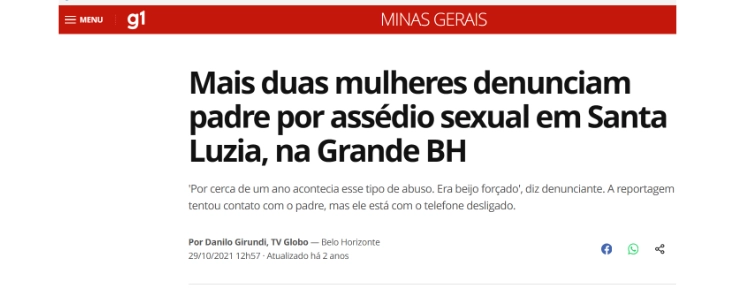 MENU g1 MINAS GERAIS
Mais duas mulheres denunciam
padre por assédio sexual em Santa
Luzia, na Grande BH
'Por cerca de um ano acontecia esse tipo de abuso. Era beijo forçado', diz denunciante. A reportagem
tentou contato com o padre, mas ele está com o telefone desligado.
Por Danilo Girundi, TV Globo — Belo Horizonte
29/10/2021 12h57 · Atualizado há 2 anos